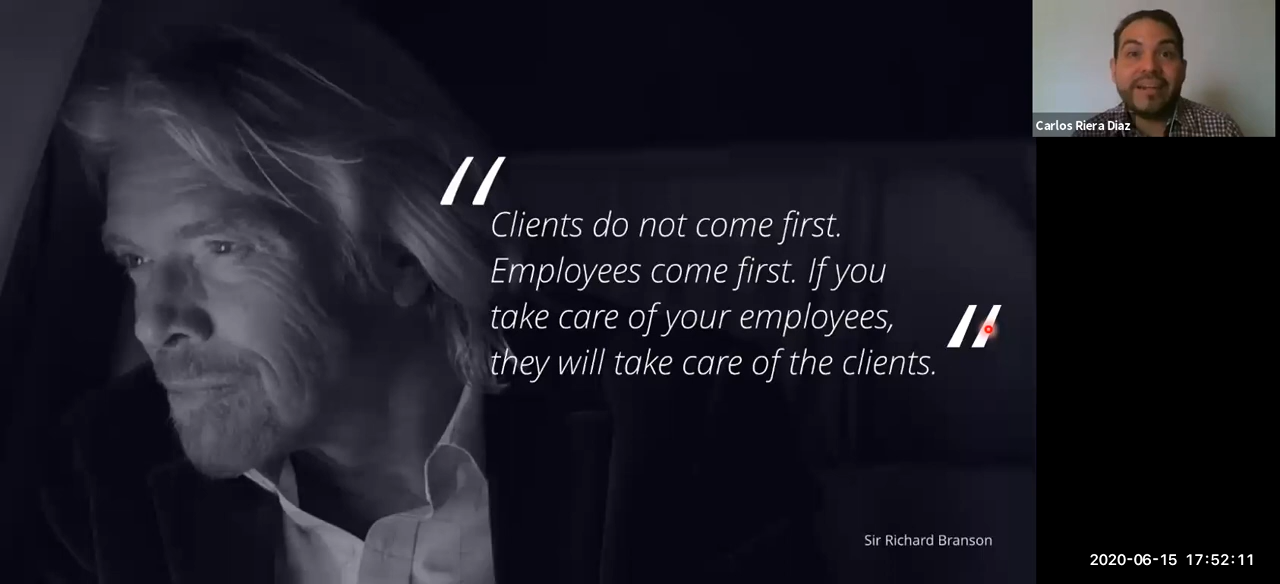 Carlos Riera Diaz
“
Clients do not come first.
Employees come first. If you
take care of your employees,
they will take care of the clients.
”
Sir Richard Branson
2020-06-15 17:52:11